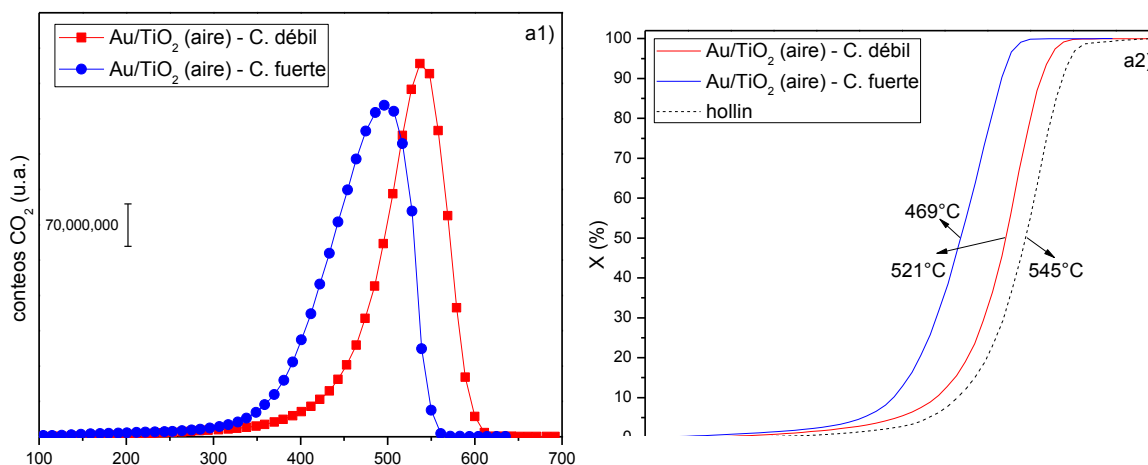 a1)
Au/TiO₂ (aire) - C. débil
Au/TiO₂ (aire) - C. fuerte
conteos CO₂ (u.a.)
70,000,000
100 200 300 400 500 600 700
a2)
Au/TiO₂ (aire) - C. débil
Au/TiO₂ (aire) - C. fuerte
hollin
X (%)
100
90
80
70
60
50
40
30
20
10
0
469°C
521°C
545°C